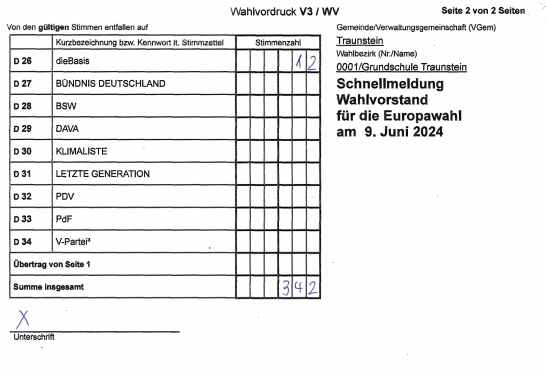 Wahlvordruck V3 / WV
Seite 2 von 2 Seiten
Von den gültigen Stimmen entfallen auf
Kurzbezeichnung bzw. Kennwort lt. Stimmzettel Stimmenzahl
D 26 dieBasis 12
D 27 BÜNDNIS DEUTSCHLAND
D 28 BSW
D 29 DAVA
D 30 KLIMALISTE
D 31 LETZTE GENERATION
D 32 PDV
D 33 PdF
D 34 V-Partei³
Übertrag von Seite 1
Summe insgesamt 342
X
Unterschrift
Gemeinde/Verwaltungsgemeinschaft (VGem)
Traunstein
Wahlbezirk (Nr./Name)
0001/Grundschule Traunstein
Schnellmeldung
Wahlvorstand
für die Europawahl
am 9. Juni 2024